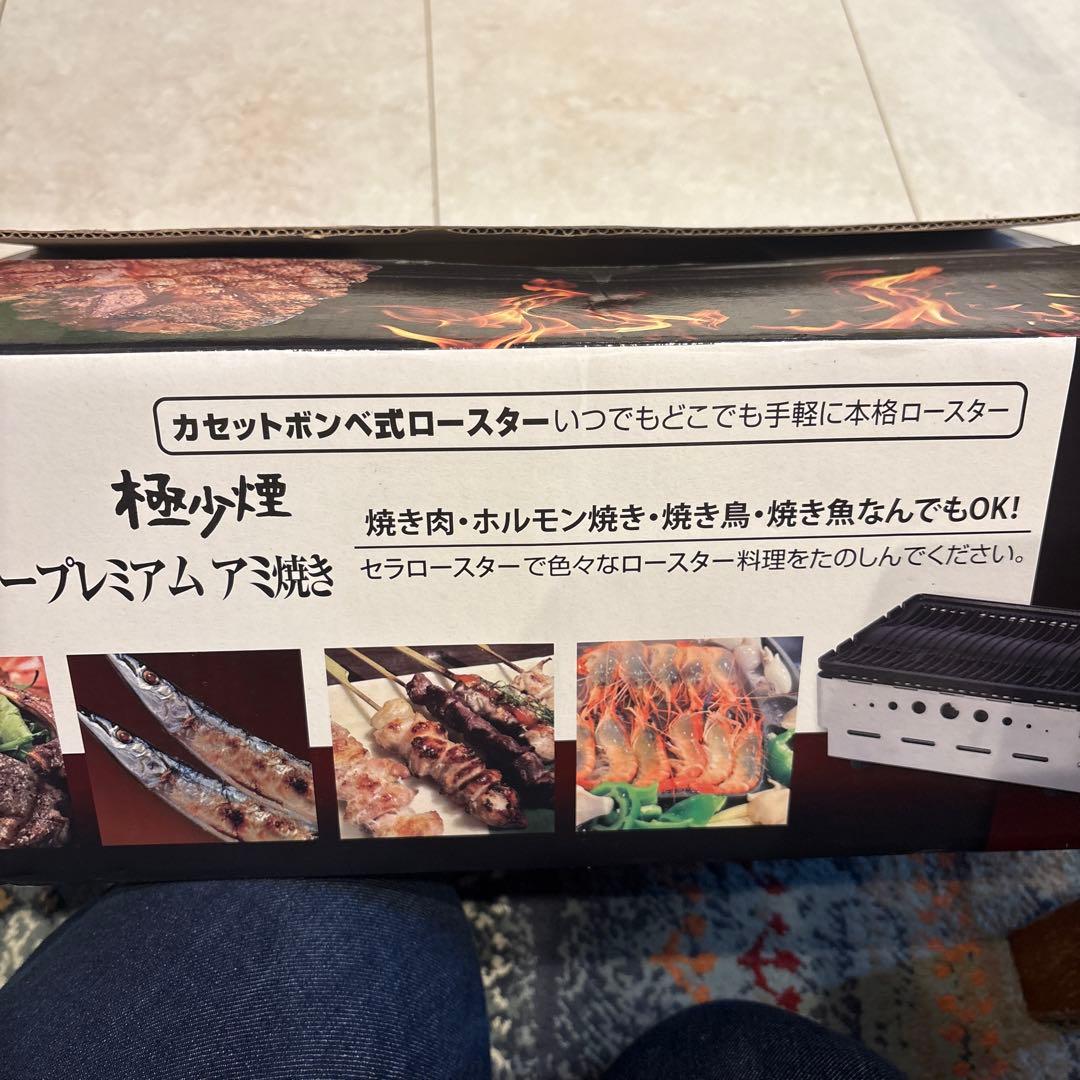 カセットボンベ式ロースターいつでもどこでも手軽に本格ロースター
極少煙
ープレミアム アミ焼き
焼き肉・ホルモン焼き・焼き鳥・焼き魚なんでもOK!
セラロースターで色々なロースター料理をたのしんでください。